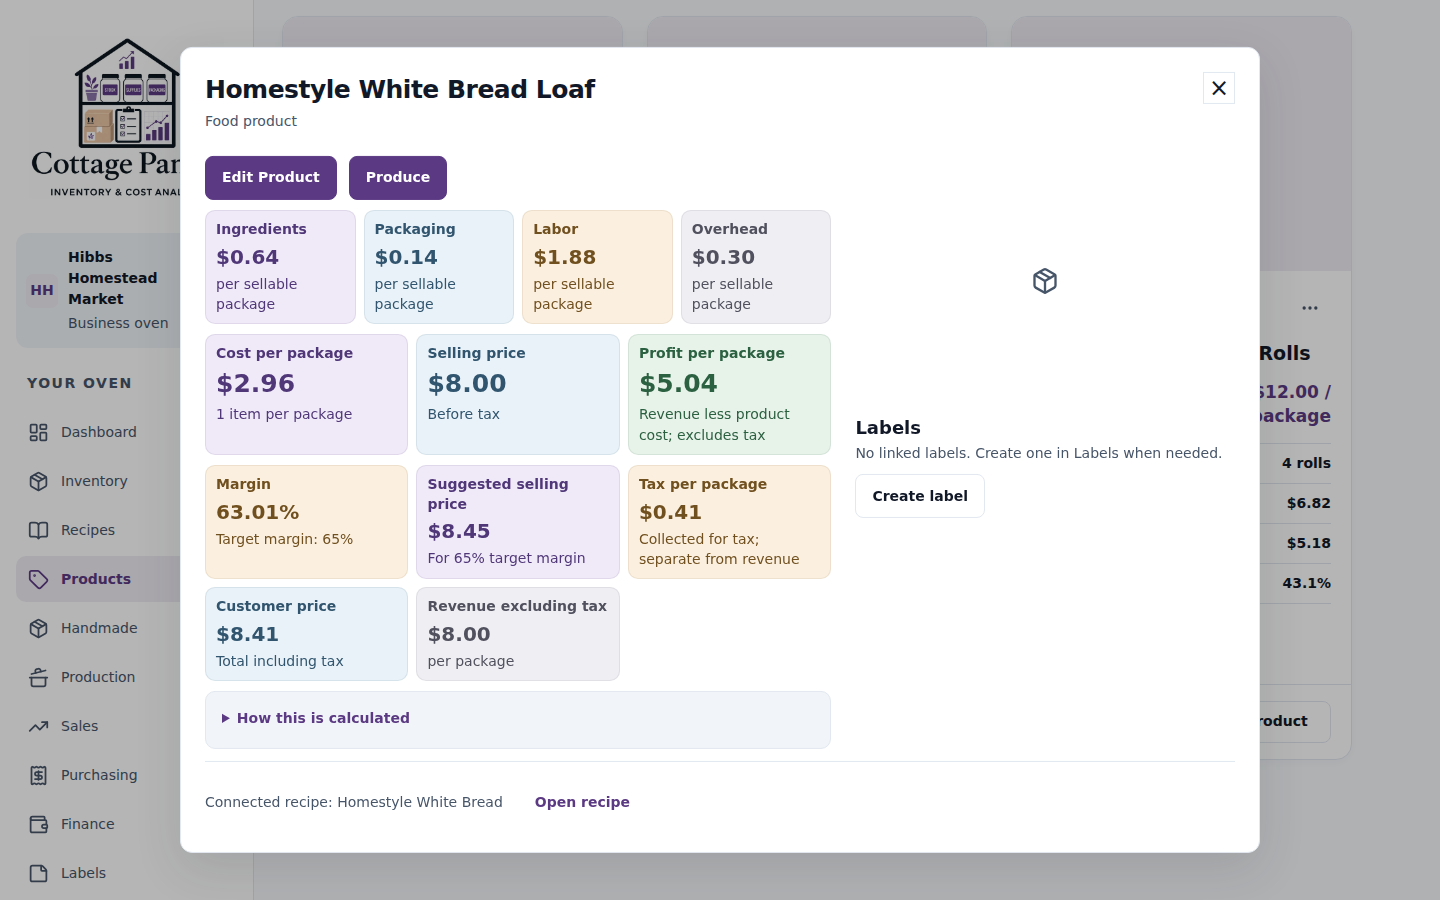 Cottage Pan
INVENTORY & COST ANAL
HH
Hibbs
Homestead
Market
Business oven
YOUR OVEN
Dashboard
Inventory
Recipes
Products
Handmade
Production
Sales
Purchasing
Finance
Labels
Homestyle White Bread Loaf
Food product
Edit Product
Produce
Ingredients
$0.64
per sellable
package
Packaging
$0.14
per sellable
package
Labor
$1.88
per sellable
package
Overhead
$0.30
per sellable
package
Cost per package
$2.96
1 item per package
Selling price
$8.00
Before tax
Profit per package
$5.04
Revenue less product
cost; excludes tax
Margin
63.01%
Target margin: 65%
Suggested selling
price
$8.45
For 65% target margin
Tax per package
$0.41
Collected for tax;
separate from revenue
Customer price
$8.41
Total including tax
Revenue excluding tax
$8.00
per package
How this is calculated
Labels
No linked labels. Create one in Labels when needed.
Create label
Connected recipe: Homestyle White Bread
Open recipe
Rolls
$12.00 /
package
4 rolls
$6.82
$5.18
43.1%
roduct